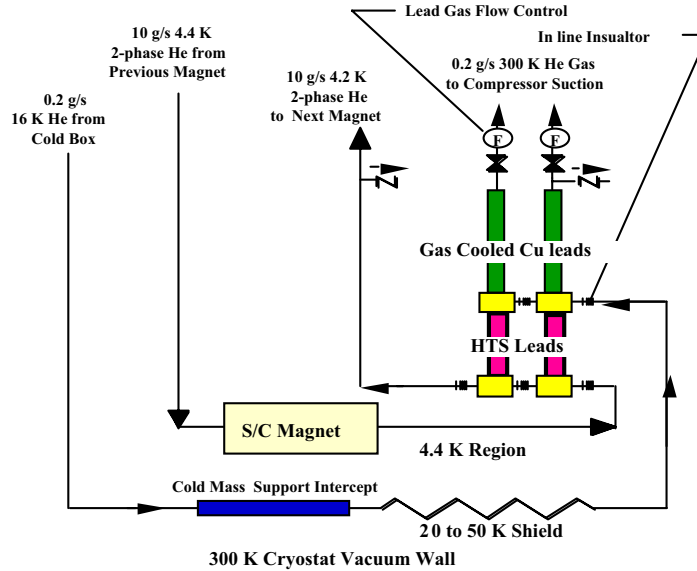 Lead Gas Flow Control
10 g/s 4.4 K
2-phase He from
Previous Magnet
In line Insualtor
0.2 g/s 300 K He Gas
to Compressor Suction
10 g/s 4.2 K
2-phase He
to Next Magnet
0.2 g/s
16 K He from
Cold Box
F
F
Gas Cooled Cu leads
HTS Leads
S/C Magnet
4.4 K Region
Cold Mass Support Intercept
20 to 50 K Shield
300 K Cryostat Vacuum Wall